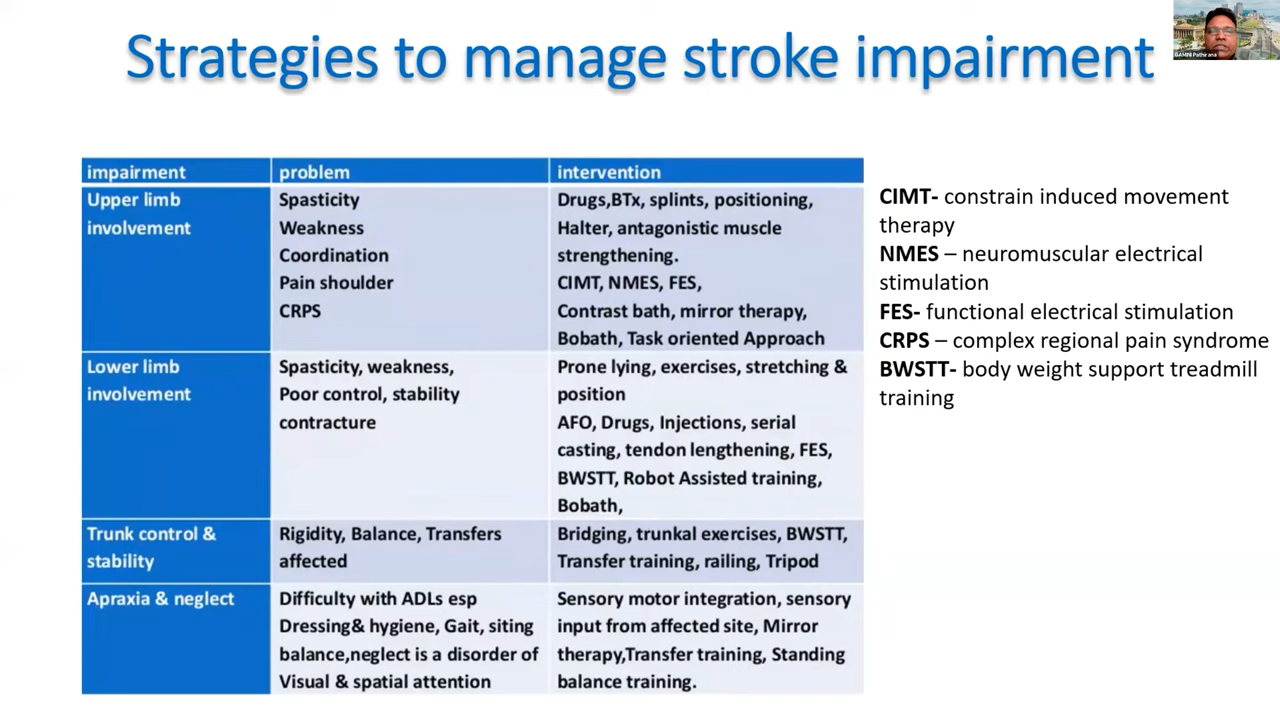 Strategies to manage stroke impairment
GAMINI Pathirana
impairment problem intervention
Upper limb
involvement
Spasticity
Weakness
Coordination
Pain shoulder
CRPS
Drugs,BTx, splints, positioning,
Halter, antagonistic muscle
strengthening.
CIMT, NMES, FES,
Contrast bath, mirror therapy,
Bobath, Task oriented Approach
Lower limb
involvement
Spasticity, weakness,
Poor control, stability
contracture
Prone lying, exercises, stretching &
position
AFO, Drugs, Injections, serial
casting, tendon lengthening, FES,
BWSTT, Robot Assisted training,
Bobath,
Trunk control &
stability
Rigidity, Balance, Transfers
affected
Bridging, trunkal exercises, BWSTT,
Transfer training, railing, Tripod
Apraxia & neglect
Difficulty with ADLs esp
Dressing& hygiene, Gait, siting
balance,neglect is a disorder of
Visual & spatial attention
Sensory motor integration, sensory
input from affected site, Mirror
therapy,Transfer training, Standing
balance training.
CIMT- constrain induced movement
therapy
NMES – neuromuscular electrical
stimulation
FES- functional electrical stimulation
CRPS – complex regional pain syndrome
BWSTT- body weight support treadmill
training